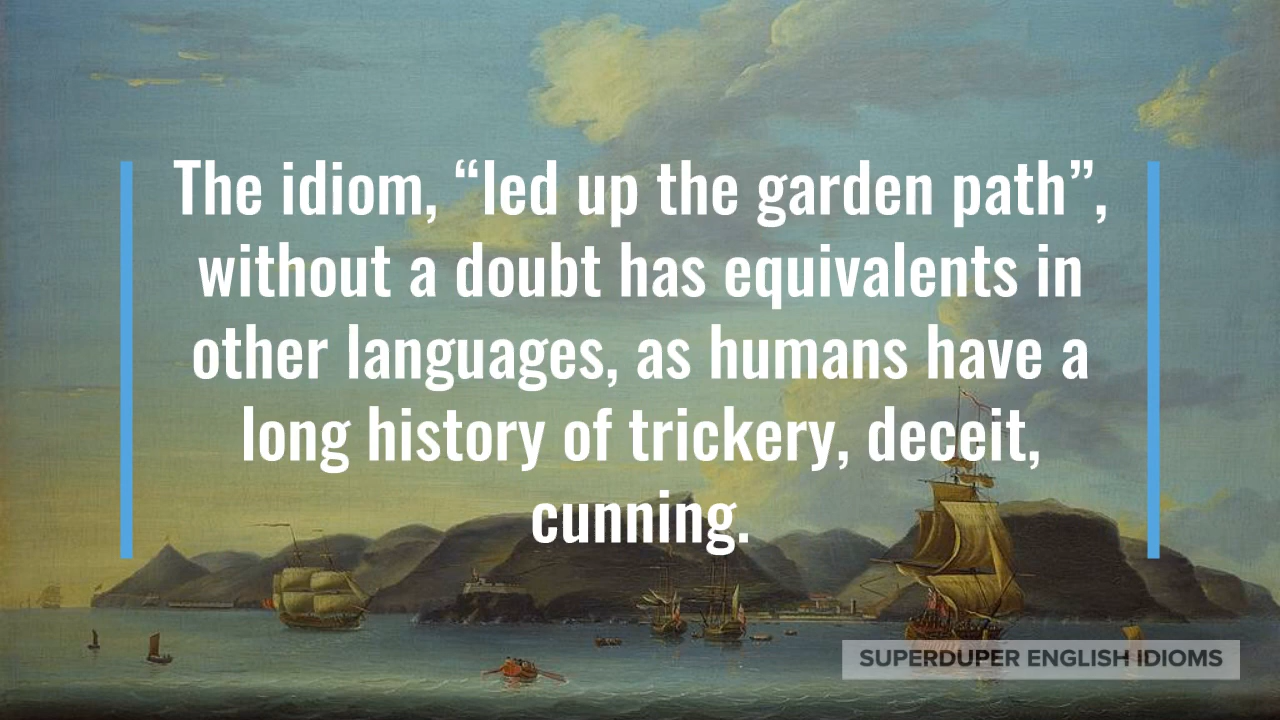 The idiom, “led up the garden path”,
without a doubt has equivalents in
other languages, as humans have a
long history of trickery, deceit,
cunning.
SUPERDUPER ENGLISH IDIOMS